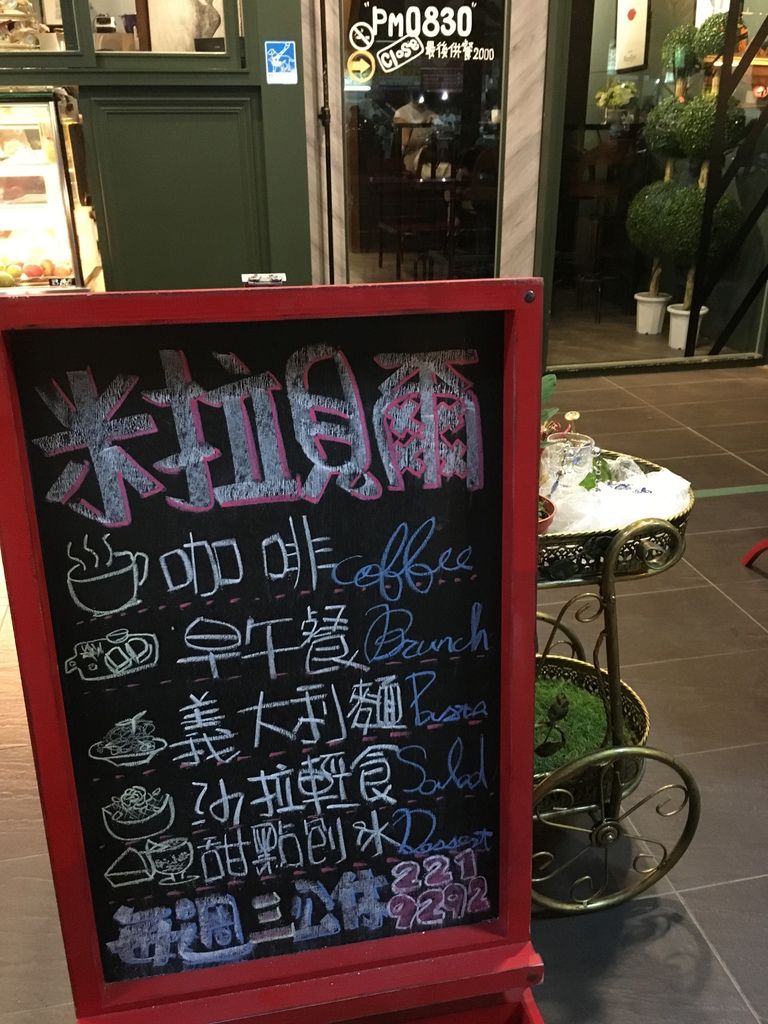 "PM0830"
Close 最後供餐2000
米拉貝爾
咖啡 coffee
早午餐 Brunch
義大利麵 Pasta
沙拉輕食 Salad
甜點刨冰 Dassert
每週三公休 221
9292